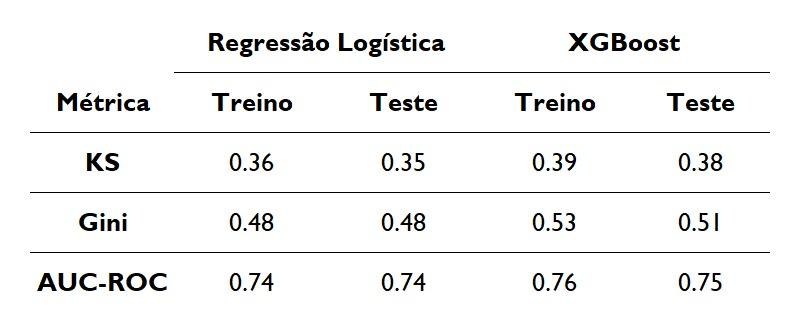 Regressão Logística XGBoost
Métrica Treino Teste Treino Teste
KS 0.36 0.35 0.39 0.38
Gini 0.48 0.48 0.53 0.51
AUC-ROC 0.74 0.74 0.76 0.75